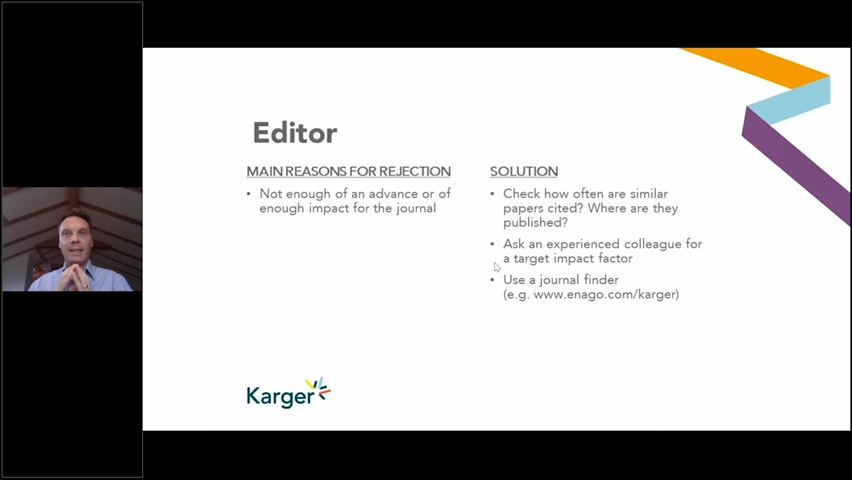 Editor
MAIN REASONS FOR REJECTION
• Not enough of an advance or of
enough impact for the journal
SOLUTION
• Check how often are similar
papers cited? Where are they
published?
• Ask an experienced colleague for
a target impact factor
• Use a journal finder
(e.g. www.enago.com/karger)
Karger